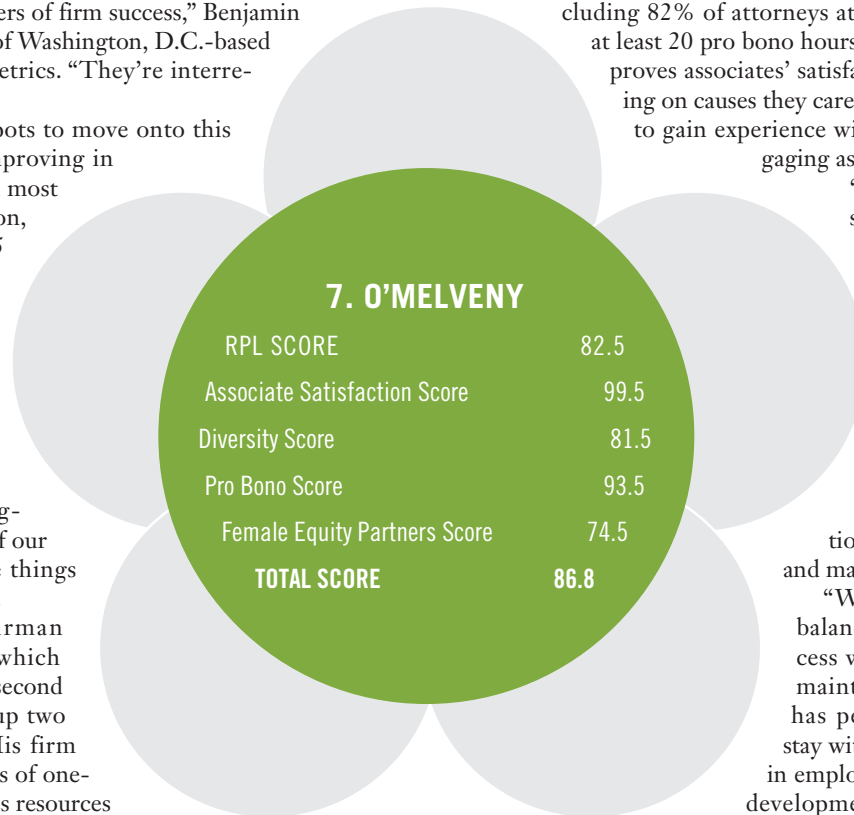 ers of firm success,” Benjamin
of Washington, D.C.-based
etrics. “They’re interre-
pots to move onto this
proving in
most
on,
g-
f our
things
rman
which
second
up two
His firm
s of one-
s resources
7. O’MELVENY
RPL SCORE 82.5
Associate Satisfaction Score 99.5
Diversity Score 81.5
Pro Bono Score 93.5
Female Equity Partners Score 74.5
TOTAL SCORE 86.8
cluding 82% of attorneys at
at least 20 pro bono hours
proves associates’ satisfa
ing on causes they care
to gain experience wi
gaging as
“
s
tio
and ma
“W
balan
cess w
maint
has pe
stay wit
in emplo
developme